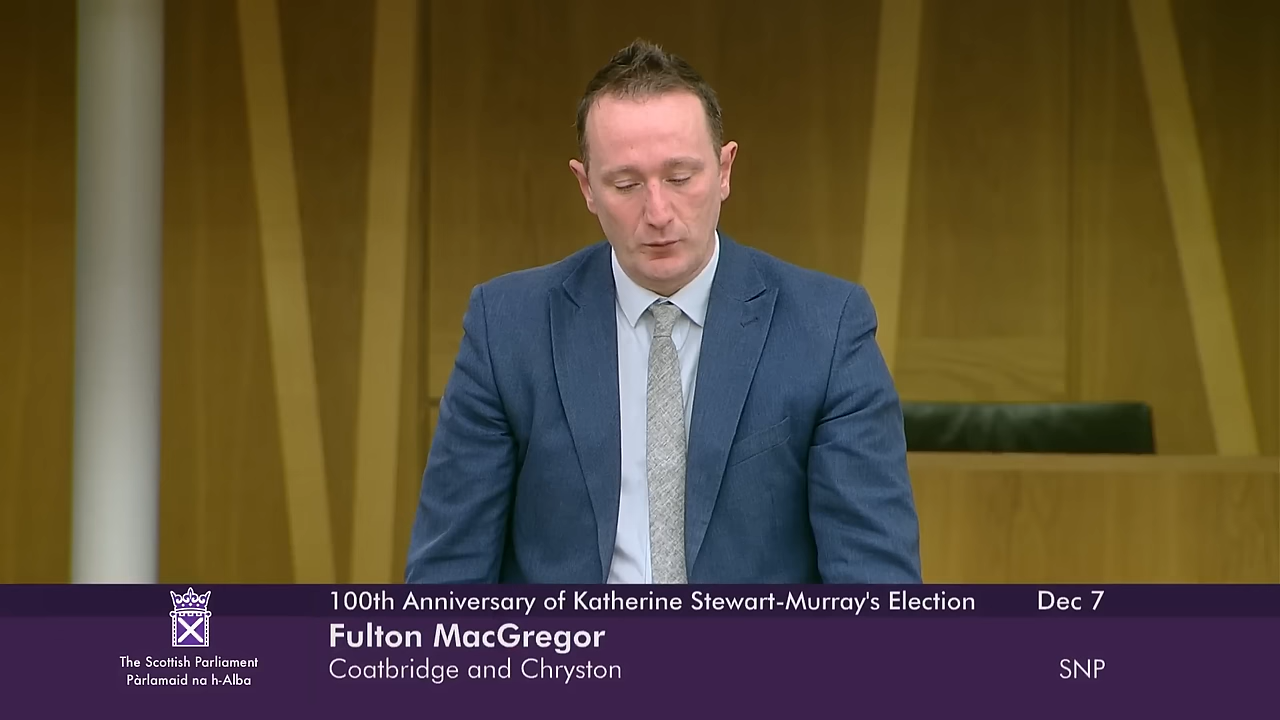 100th Anniversary of Katherine Stewart-Murray's Election Dec 7
Fulton MacGregor
Coatbridge and Chryston SNP
The Scottish Parliament
Pàrlamaid na h-Alba